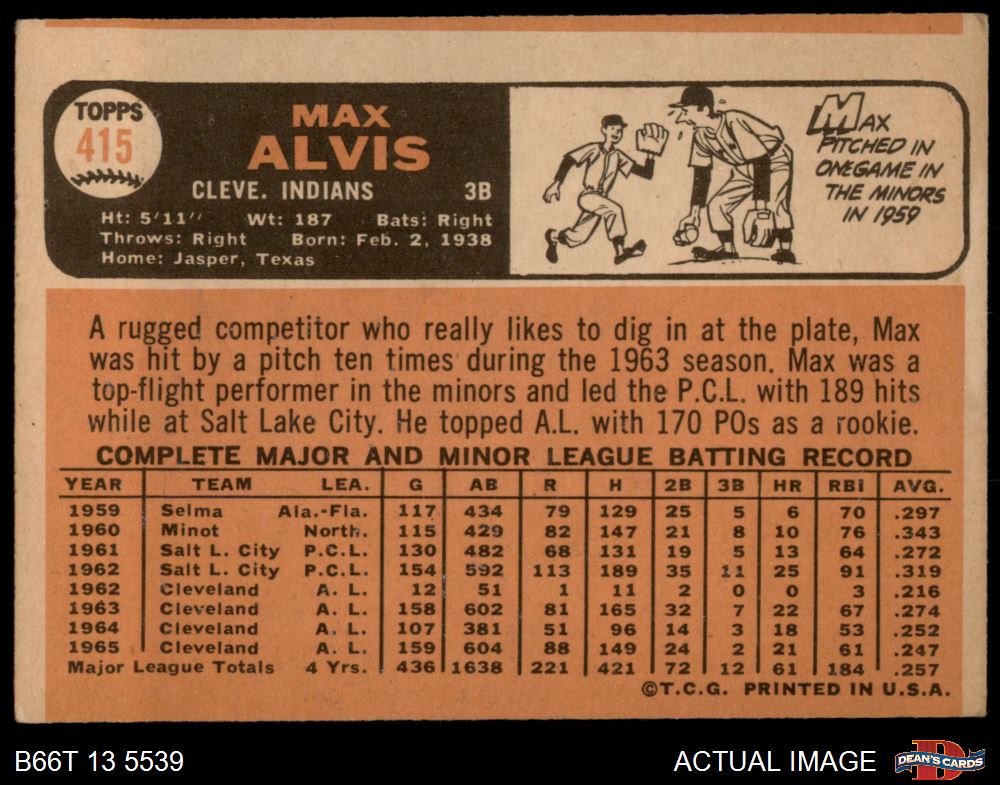 TOPPS
415
MAX
ALVIS
CLEVE. INDIANS 3B
Ht: 5'11" Wt: 187 Bats: Right
Throws: Right Born: Feb. 2, 1938
Home: Jasper, Texas
MAX
PITCHED IN
ONE GAME IN
THE MINORS
IN 1959
A rugged competitor who really likes to dig in at the plate, Max
was hit by a pitch ten times during the 1963 season. Max was a
top-flight performer in the minors and led the P.C.L. with 189 hits
while at Salt Lake City. He topped A.L. with 170 POs as a rookie.
COMPLETE MAJOR AND MINOR LEAGUE BATTING RECORD
YEAR TEAM LEA. G AB R H 2B 3B HR RBI AVG.
1959 Selma Ala.-Fla. 117 434 79 129 25 5 6 70 .297
1960 Minot North. 115 429 82 147 21 8 10 76 .343
1961 Salt L. City P.C.L. 130 482 68 131 19 5 13 64 .272
1962 Salt L. City P.C.L. 154 592 113 189 35 11 25 91 .319
1962 Cleveland A. L. 12 51 1 11 2 0 0 3 .216
1963 Cleveland A. L. 158 602 81 165 32 7 22 67 .274
1964 Cleveland A. L. 107 381 51 96 14 3 18 53 .252
1965 Cleveland A. L. 159 604 88 149 24 2 21 61 .247
Major League Totals 4 Yrs. 436 1638 221 421 72 12 61 184 .257
©T.C.G. PRINTED IN U.S.A.
B66T 13 5539
ACTUAL IMAGE
DEAN'S CARDS